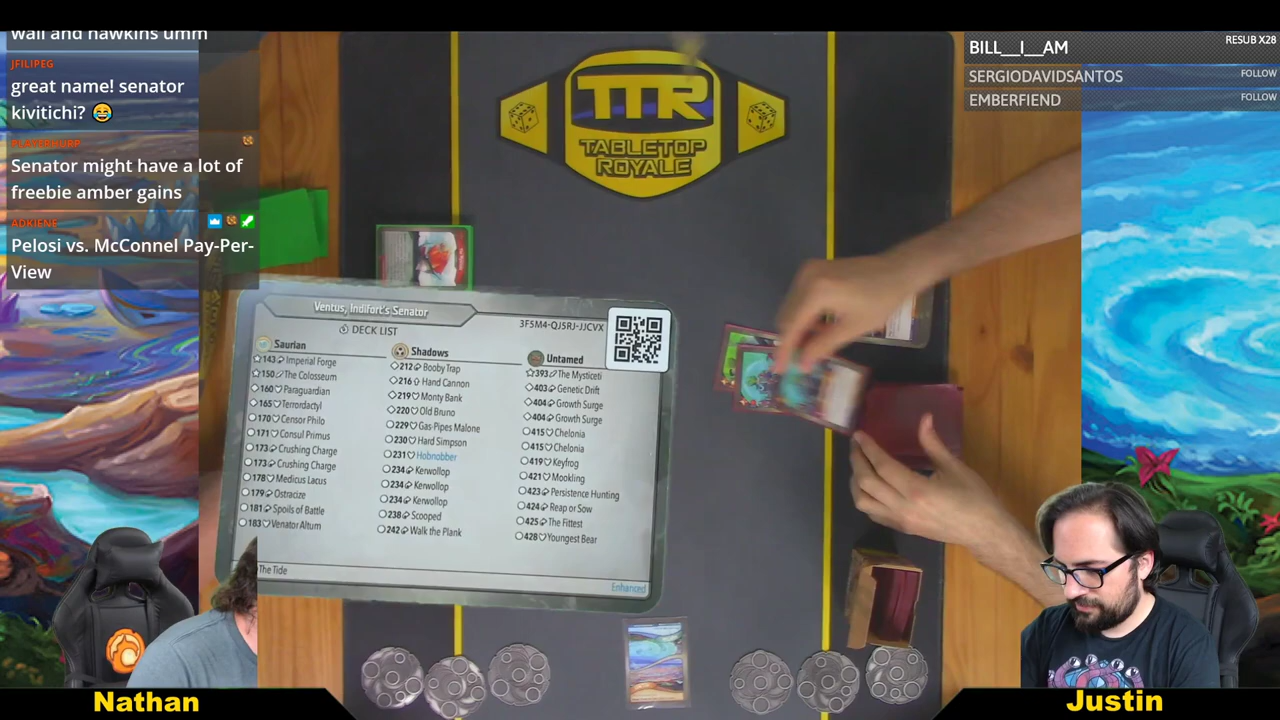 wall and hawkins umm
JFILIPEG
great name! senator
kivitichi? 😂
PLAYERHURP
Senator might have a lot of
freebie amber gains
ADKIENE
Pelosi vs. McConnel Pay-Per-
View
BILL__I__AM
RESUB X28
SERGIODAVIDSANTOS
FOLLOW
EMBERFIEND
FOLLOW
TTR
TABLETOP
ROYALE
Ventus, Indifort's Senator
DECK LIST
3F5M4-QJ5RJ-JJCVX
Saurian
143 Imperial Forge
150 The Colosseum
160 Paraguardian
165 Terrordactyl
170 Censor Philo
171 Consul Primus
173 Crushing Charge
173 Crushing Charge
178 Medicus Lacus
179 Ostracize
181 Spoils of Battle
183 Venator Altum
Shadows
212 Booby Trap
216 Hand Cannon
219 Monty Bank
220 Old Bruno
229 Gas-Pipes Malone
230 Hard Simpson
231 Hobnobber
234 Kerwollop
234 Kerwollop
234 Kerwollop
238 Scooped
242 Walk the Plank
Untamed
393 The Mysticeti
403 Genetic Drift
404 Growth Surge
404 Growth Surge
415 Chelonia
415 Chelonia
419 Keyfrog
421 Mookling
423 Persistence Hunting
424 Reap or Sow
425 The Fittest
428 Youngest Bear
The Tide
Enhanced
Nathan
Justin